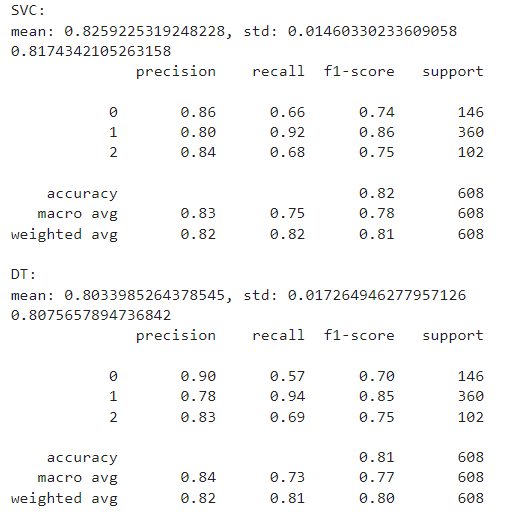 SVC:
mean: 0.8259225319248228, std: 0.01460330233609058
0.8174342105263158
precision recall f1-score support
0 0.86 0.66 0.74 146
1 0.80 0.92 0.86 360
2 0.84 0.68 0.75 102
accuracy 0.82 608
macro avg 0.83 0.75 0.78 608
weighted avg 0.82 0.82 0.81 608
DT:
mean: 0.8033985264378545, std: 0.017264946277957126
0.8075657894736842
precision recall f1-score support
0 0.90 0.57 0.70 146
1 0.78 0.94 0.85 360
2 0.83 0.69 0.75 102
accuracy 0.81 608
macro avg 0.84 0.73 0.77 608
weighted avg 0.82 0.81 0.80 608